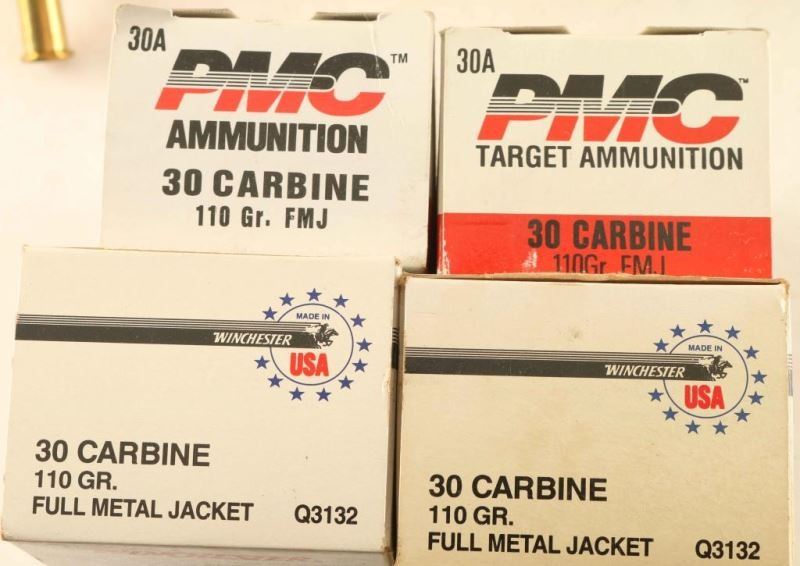 30A
PMC™
AMMUNITION
30 CARBINE
110 Gr. FMJ
30A
PMC™
TARGET AMMUNITION
30 CARBINE
110Gr. FMJ
MADE IN
WINCHESTER
USA
30 CARBINE
110 GR.
FULL METAL JACKET Q3132
MADE IN
WINCHESTER
USA
30 CARBINE
110 GR.
FULL METAL JACKET Q3132